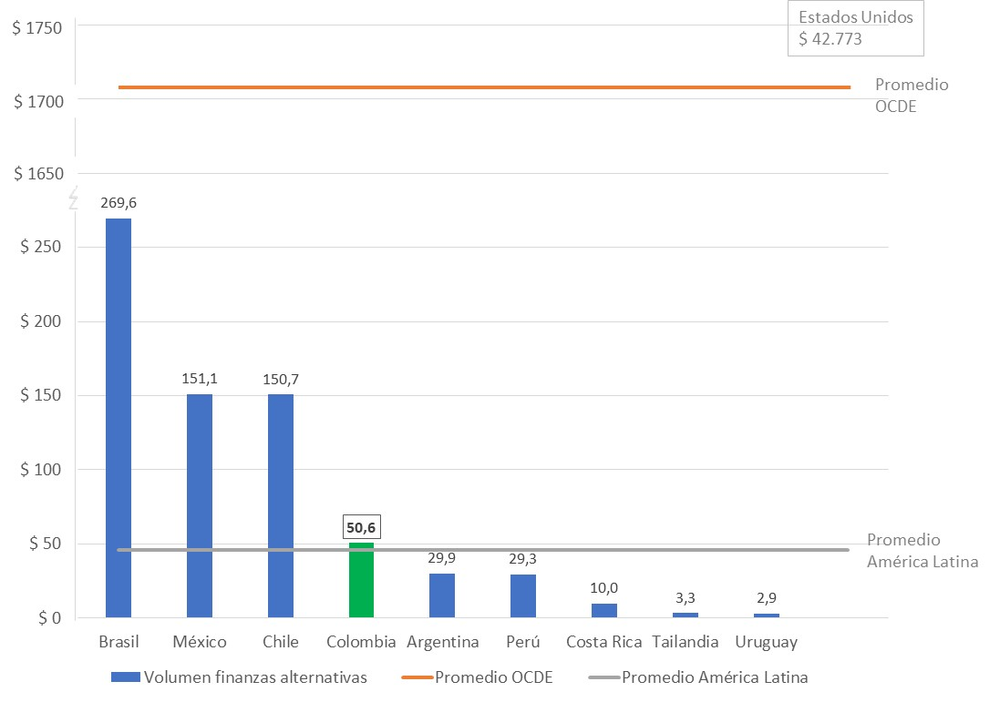 Estados Unidos
$ 42.773
$ 1750
Promedio
OCDE
$ 1700
$ 1650
269,6
$ 250
$ 200
151,1
150,7
$ 150
$ 100
50,6
$ 50
Promedio
América Latina
29,9
29,3
10,0
3,3
2,9
$ 0
Brasil México Chile Colombia Argentina Perú Costa Rica Tailandia Uruguay
Volumen finanzas alternativas Promedio OCDE Promedio América Latina